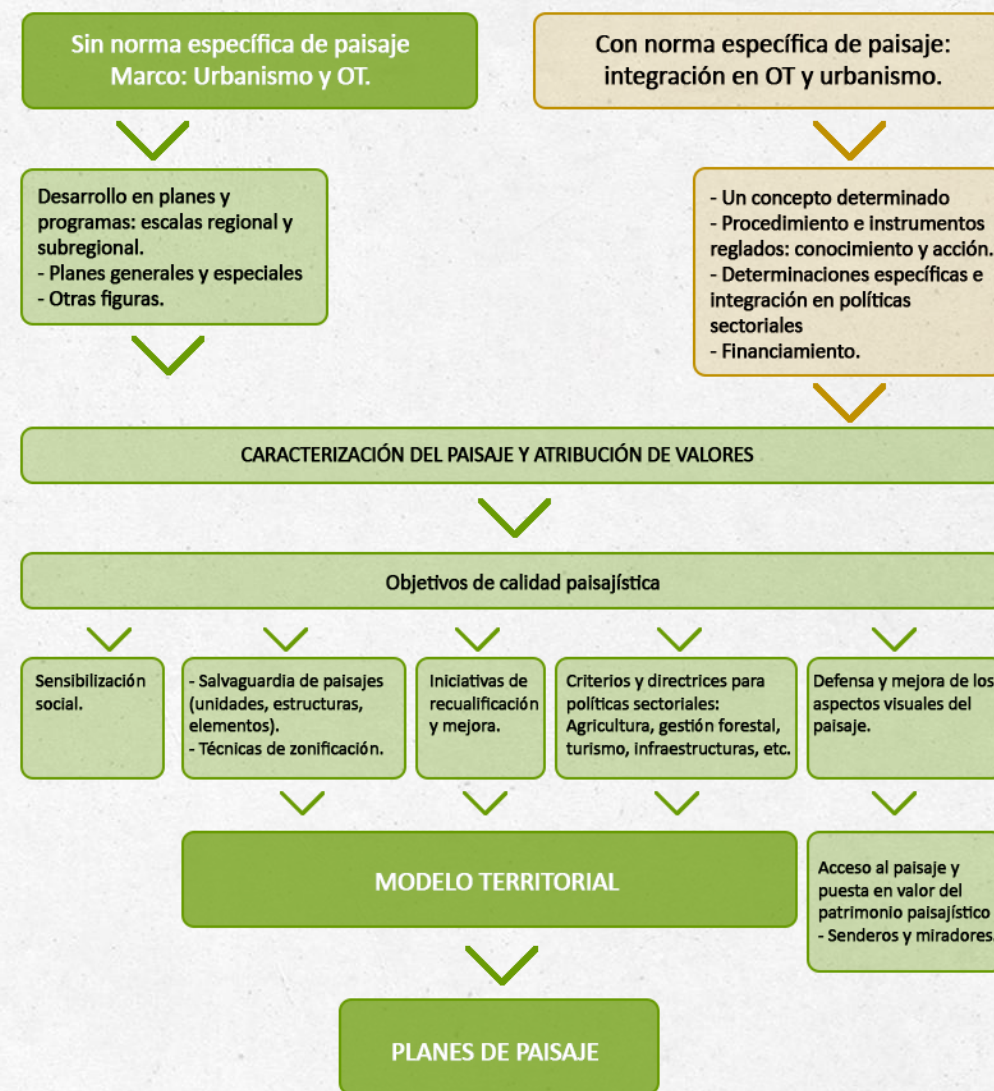 Sin norma específica de paisaje
Marco: Urbanismo y OT.
Con norma específica de paisaje:
integración en OT y urbanismo.
Desarrollo en planes y
programas: escalas regional y
subregional.
- Planes generales y especiales
- Otras figuras.
- Un concepto determinado
- Procedimiento e instrumentos
reglados: conocimiento y acción.
- Determinaciones específicas e
integración en políticas
sectoriales
- Financiamiento.
CARACTERIZACIÓN DEL PAISAJE Y ATRIBUCIÓN DE VALORES
Objetivos de calidad paisajística
Sensibilización
social.
- Salvaguardia de paisajes
(unidades, estructuras,
elementos).
- Técnicas de zonificación.
Iniciativas de
recualificación
y mejora.
Criterios y directrices para
políticas sectoriales:
Agricultura, gestión forestal,
turismo, infraestructuras, etc.
Defensa y mejora de los
aspectos visuales del
paisaje.
MODELO TERRITORIAL
Acceso al paisaje y
puesta en valor del
patrimonio paisajístico
- Senderos y miradores.
PLANES DE PAISAJE